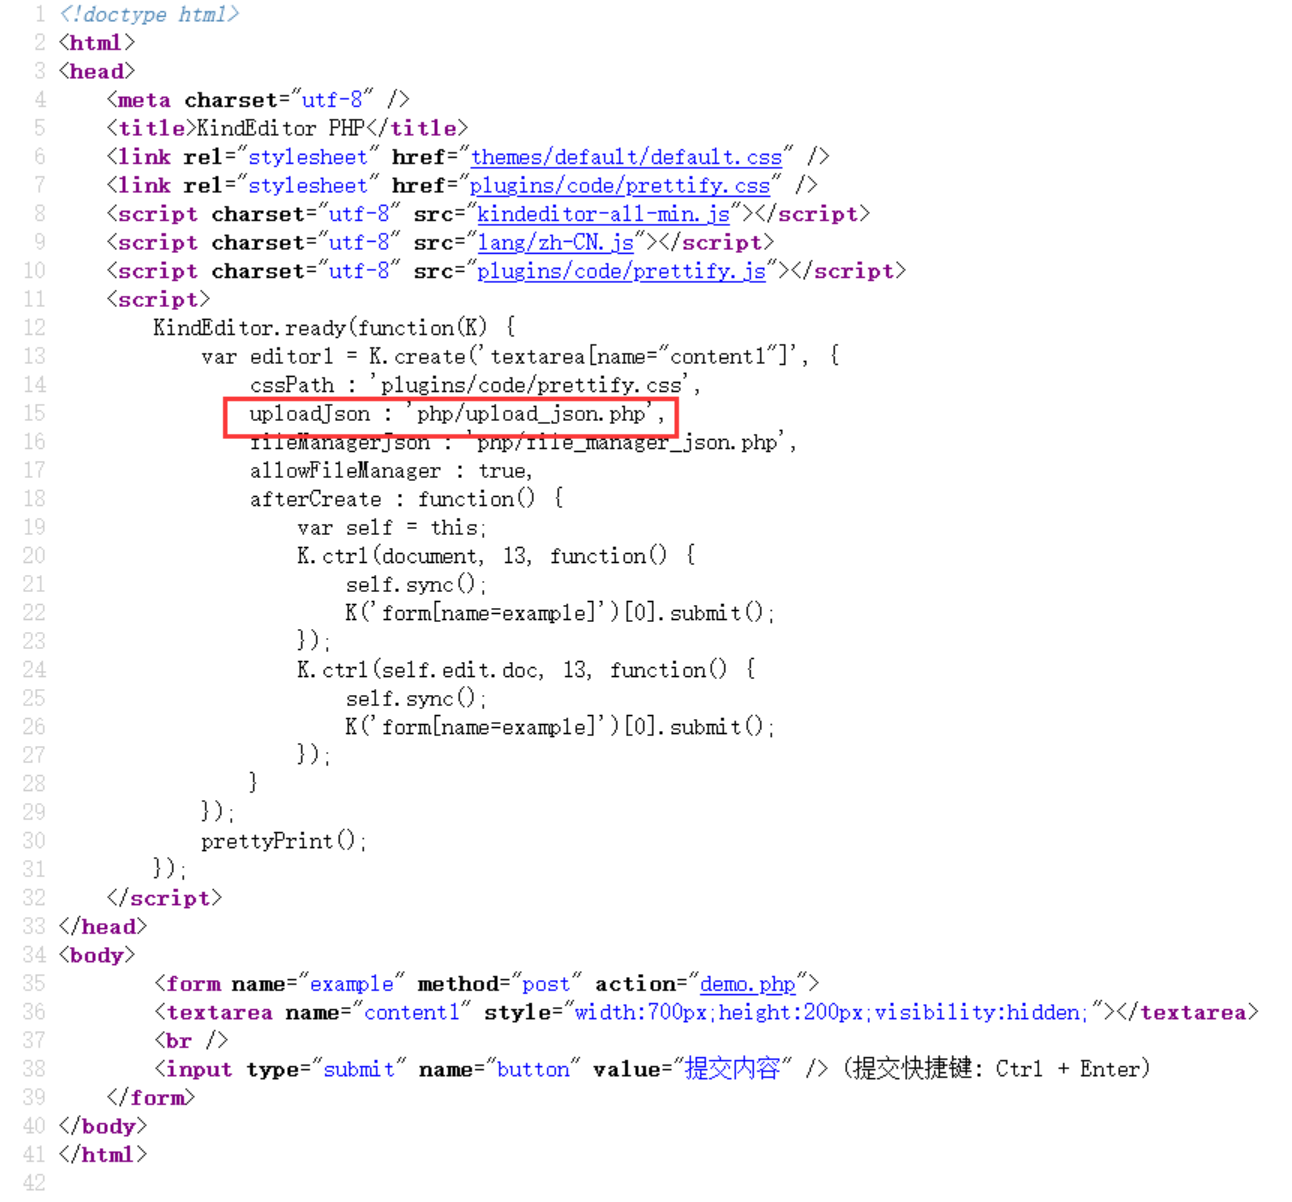 1 <!doctype html>
2 <html>
3 <head>
4 <meta charset="utf-8" />
5 <title>KindEditor PHP</title>
6 <link rel="stylesheet" href="themes/default/default.css" />
7 <link rel="stylesheet" href="plugins/code/prettify.css" />
8 <script charset="utf-8" src="kindeditor-all-min.js"></script>
9 <script charset="utf-8" src="lang/zh-CN.js"></script>
10 <script charset="utf-8" src="plugins/code/prettify.js"></script>
11 <script>
12 KindEditor.ready(function(K) {
13 var editor1 = K.create('textarea[name="content1"]', {
14 cssPath : 'plugins/code/prettify.css',
15 uploadJson : 'php/upload_json.php',
16 fileManagerJson : 'php/file_manager_json.php',
17 allowFileManager : true,
18 afterCreate : function() {
19 var self = this;
20 K.ctrl(document, 13, function() {
21 self.sync();
22 K('form[name=example]')[0].submit();
23 });
24 K.ctrl(self.edit.doc, 13, function() {
25 self.sync();
26 K('form[name=example]')[0].submit();
27 });
28 }
29 });
30 prettyPrint();
31 });
32 </script>
33 </head>
34 <body>
35 <form name="example" method="post" action="demo.php">
36 <textarea name="content1" style="width:700px;height:200px;visibility:hidden;"></textarea>
37 <br />
38 <input type="submit" name="button" value="提交内容" /> (提交快捷键: Ctrl + Enter)
39 </form>
40 </body>
41 </html>
42